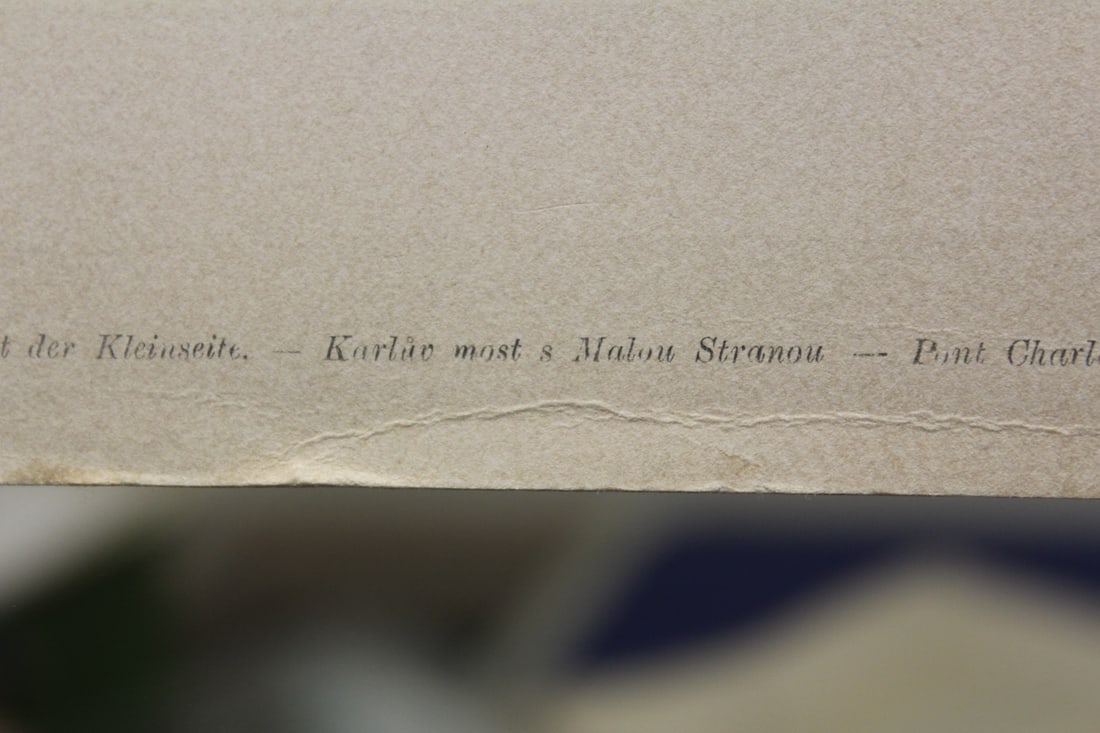 t der Kleinseite. — Karlův most s Malou Stranou — Pont Charl